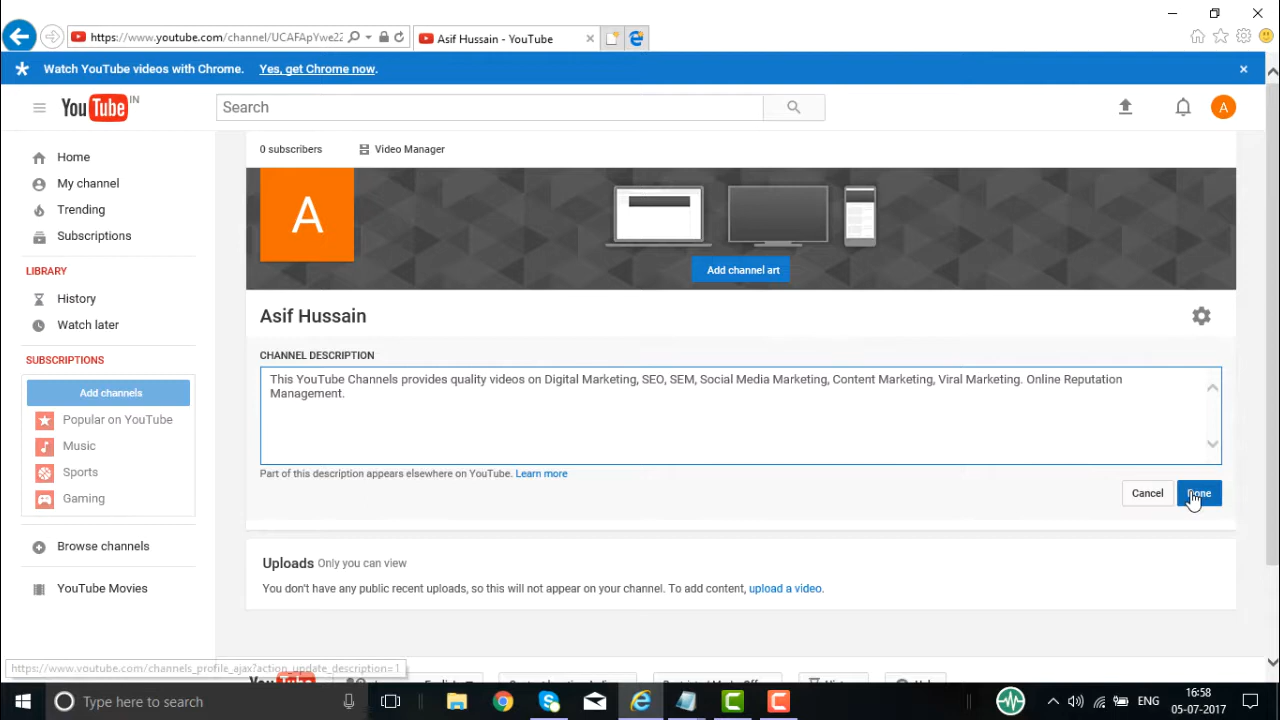 https://www.youtube.com/channel/UCAFApYwe22
Asif Hussain - YouTube
Watch YouTube videos with Chrome. Yes, get Chrome now.
YouTube IN
Search
A
Home
My channel
Trending
Subscriptions
LIBRARY
History
Watch later
SUBSCRIPTIONS
Add channels
Popular on YouTube
Music
Sports
Gaming
Browse channels
YouTube Movies
0 subscribers
Video Manager
A
Add channel art
Asif Hussain
CHANNEL DESCRIPTION
This YouTube Channels provides quality videos on Digital Marketing, SEO, SEM, Social Media Marketing, Content Marketing, Viral Marketing. Online Reputation
Management.
Part of this description appears elsewhere on YouTube. Learn more
Cancel
Done
Uploads Only you can view
You don't have any public recent uploads, so this will not appear on your channel. To add content, upload a video.
https://www.youtube.com/channels_profile_ajax?action_update_description=1
Type here to search
ENG
16:58
05-07-2017